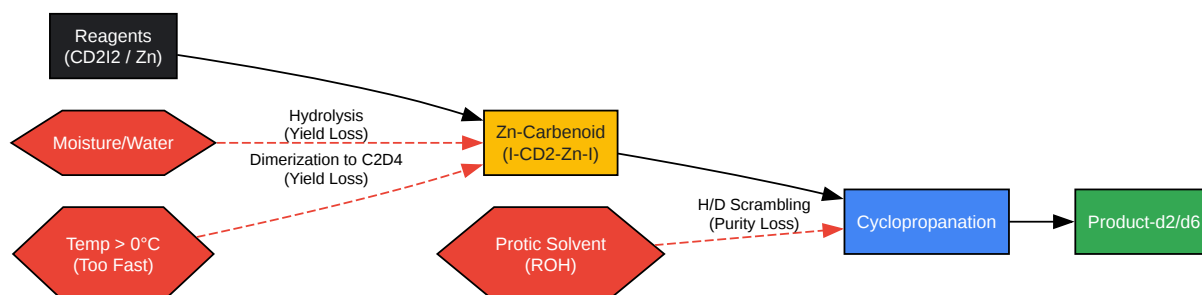 Reagents
(CD2I2 / Zn)
Moisture/Water
Hydrolysis
(Yield Loss)
Dimerization to C2D4
(Yield Loss)
Temp > 0°C
(Too Fast)
Zn-Carbenoid
(I-CD2-Zn-I)
Protic Solvent
(ROH)
H/D Scrambling
(Purity Loss)
Cyclopropanation
Product-d2/d6